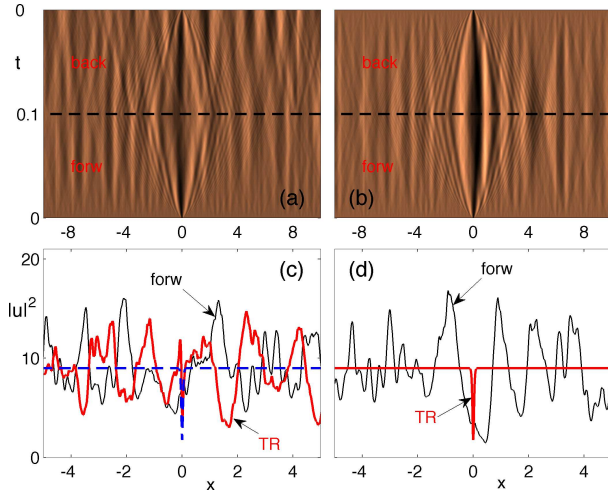 0
back
back
t
0.1
forw
forw
(a)
(b)
0
-8 -4 0 4 8
-8 -4 0 4 8
20
(c)
(d)
forw
forw
|u|²
10
TR
TR
0
-4 -2 0 2 4
-4 -2 0 2 4
x
x